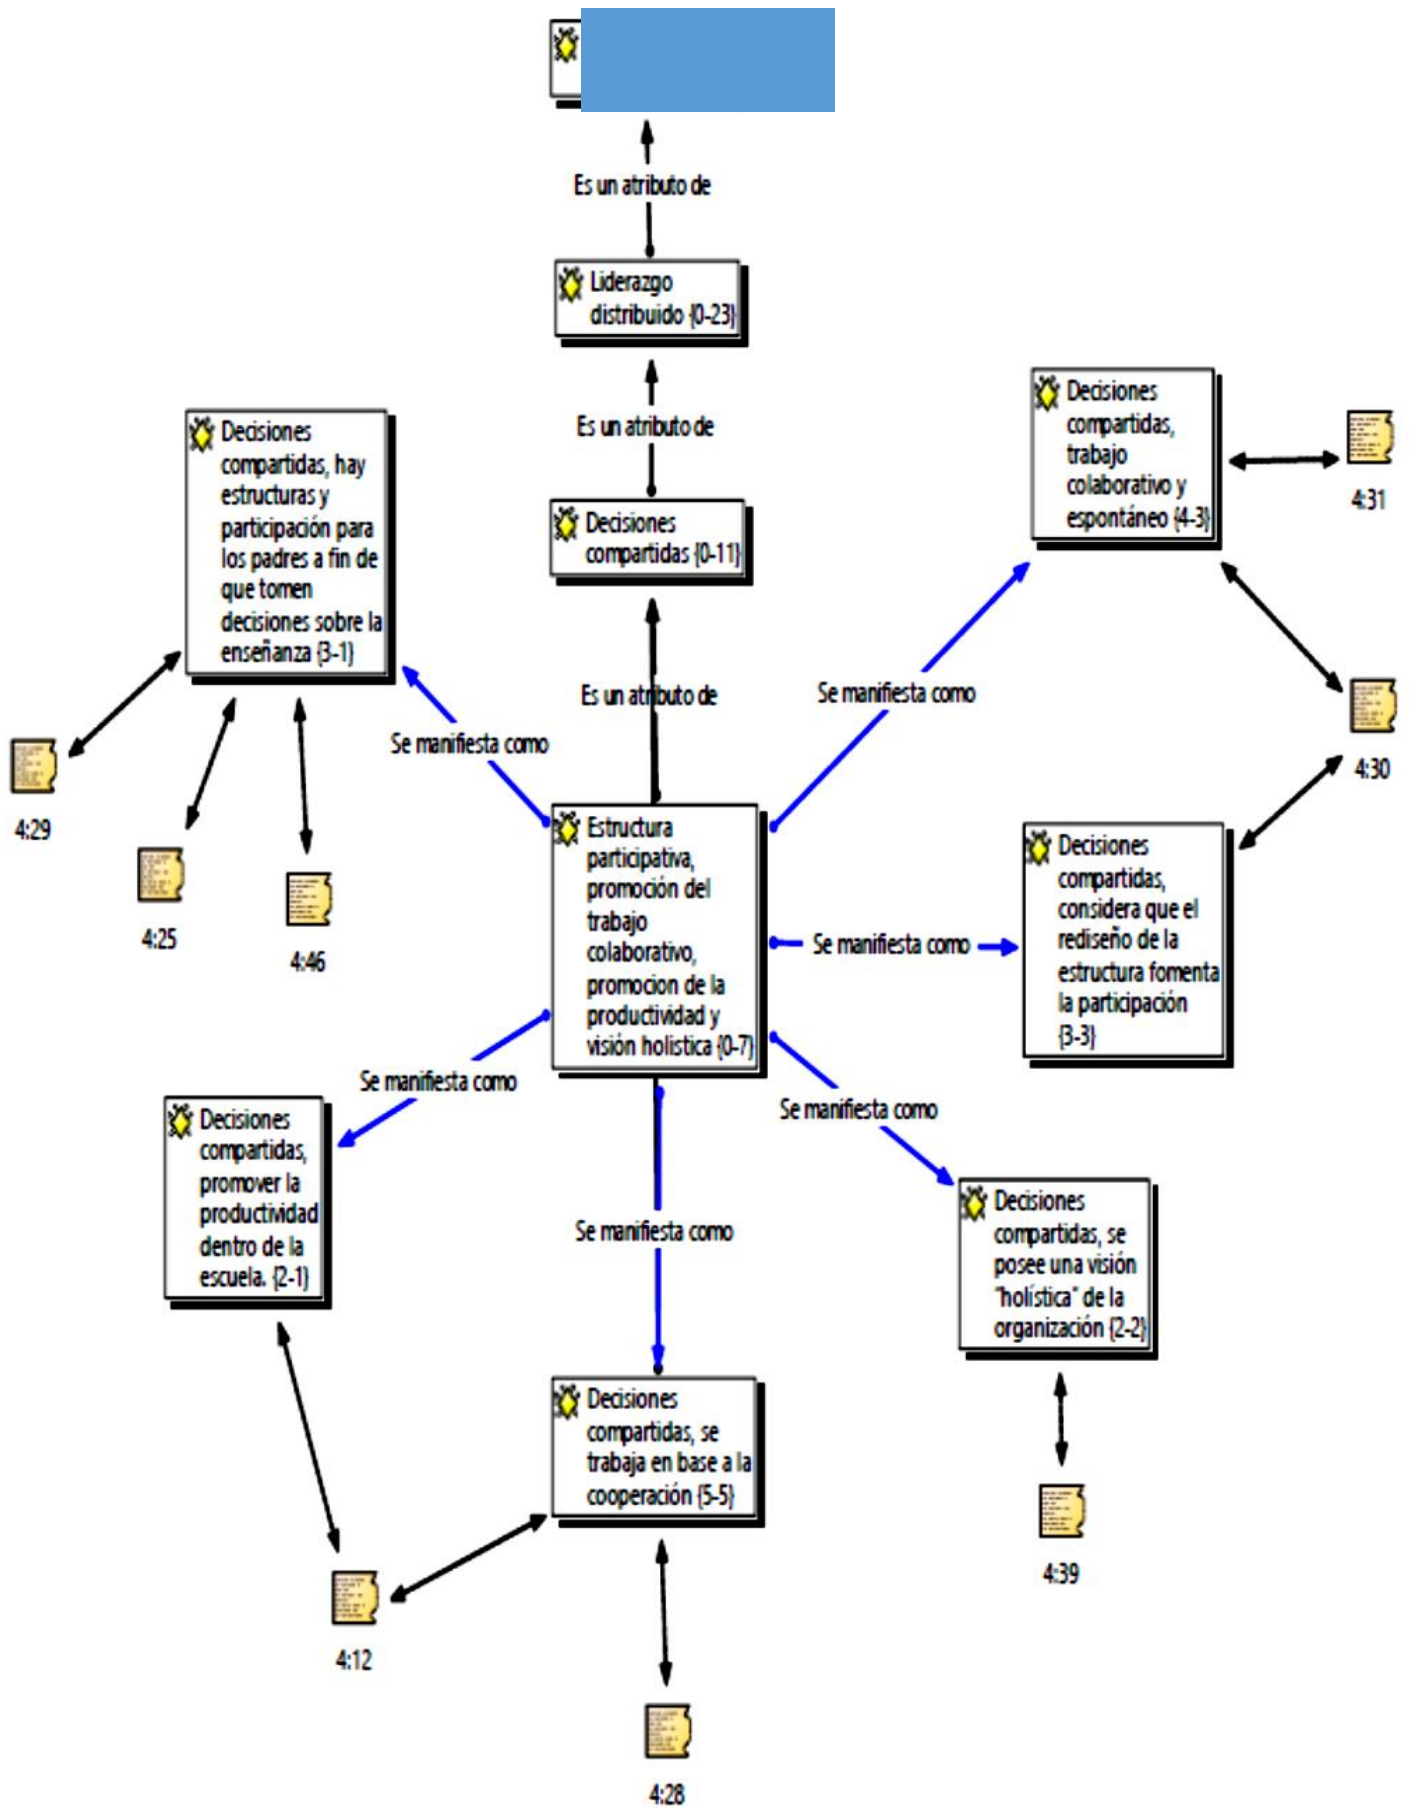 Es un atributo de
Liderazgo
distribuido {0-23}
Es un atributo de
Decisiones
compartidas {0-11}
Es un atributo de
Decisiones
compartidas, hay
estructuras y
participación para
los padres a fin de
que tomen
decisiones sobre la
enseñanza {3-1}
Se manifiesta como
4:29
4:25
4:46
Decisiones
compartidas,
trabajo
colaborativo y
espontáneo {4-3}
4:31
Se manifiesta como
4:30
Estructura
participativa,
promoción del
trabajo
colaborativo,
promocion de la
productividad y
visión holistica {0-7}
Se manifiesta como
Decisiones
compartidas,
considera que el
rediseño de la
estructura fomenta
la participación
{3-3}
Se manifiesta como
Decisiones
compartidas,
promover la
productividad
dentro de la
escuela. {2-1}
Se manifiesta como
Decisiones
compartidas, se
posee una visión
"holística" de la
organización {2-2}
Se manifiesta como
Decisiones
compartidas, se
trabaja en base a la
cooperación {5-5}
4:39
4:12
4:28